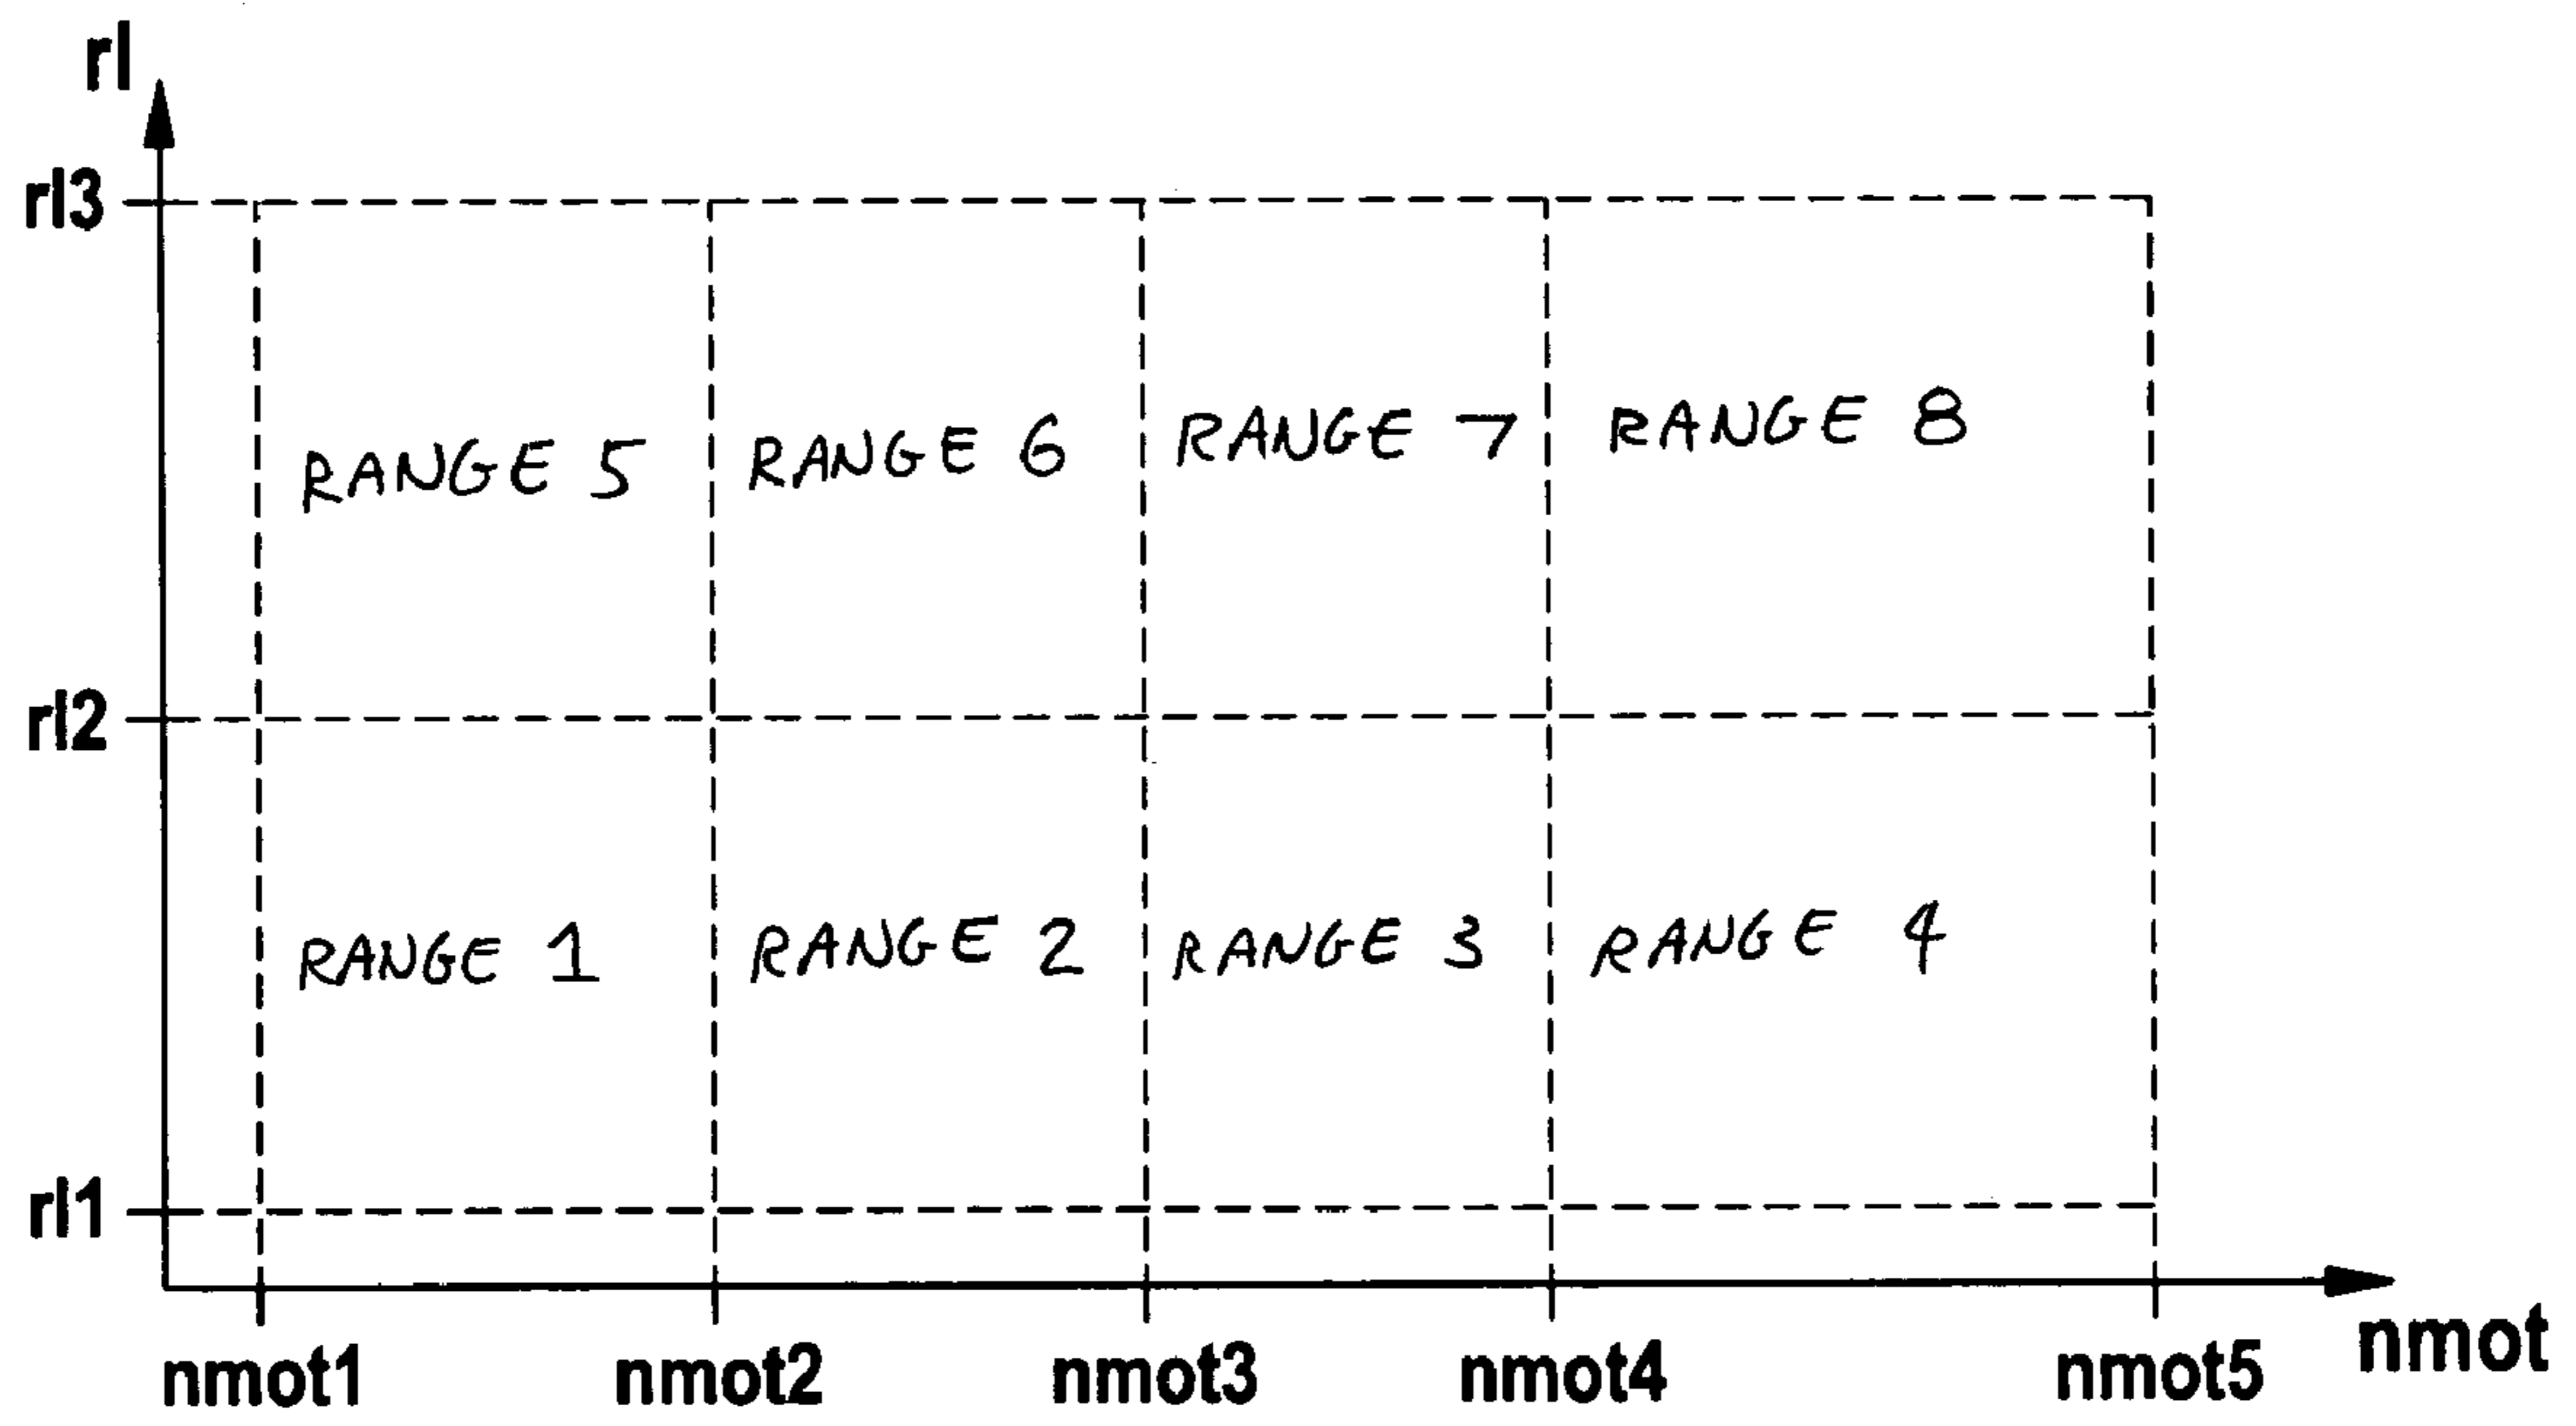 rl
rl3
RANGE 5 RANGE 6 RANGE 7 RANGE 8
rl2
RANGE 1 RANGE 2 RANGE 3 RANGE 4
rl1
nmot
nmot1 nmot2 nmot3 nmot4 nmot5